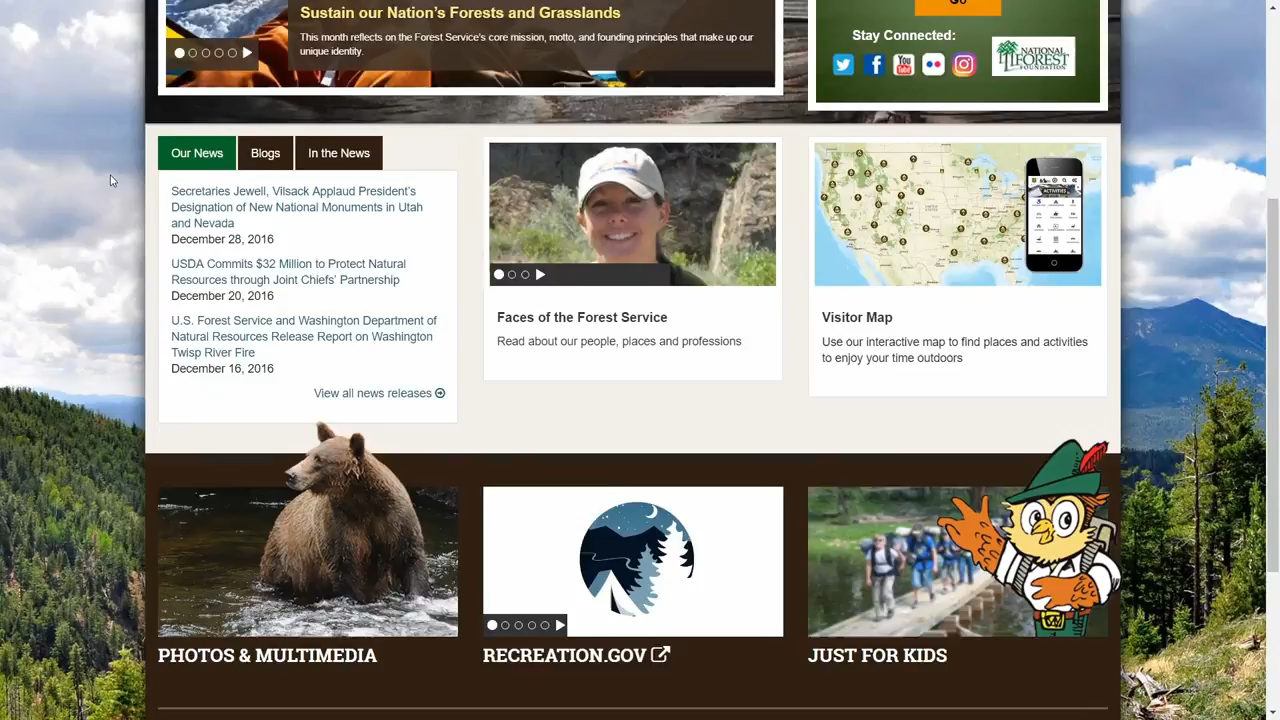 Sustain our Nation's Forests and Grasslands
This month reflects on the Forest Service's core mission, motto, and founding principles that make up our
unique identity.
Go
Stay Connected:
You
Tube
NATIONAL
FOREST
FOUNDATION
Our News
Blogs
In the News
Secretaries Jewell, Vilsack Applaud President's
Designation of New National Monuments in Utah
and Nevada
December 28, 2016
USDA Commits $32 Million to Protect Natural
Resources through Joint Chiefs' Partnership
December 20, 2016
U.S. Forest Service and Washington Department of
Natural Resources Release Report on Washington
Twisp River Fire
December 16, 2016
View all news releases
Faces of the Forest Service
Read about our people, places and professions
ACTIVITIES
Visitor Map
Use our interactive map to find places and activities
to enjoy your time outdoors
PHOTOS & MULTIMEDIA
RECREATION.GOV
JUST FOR KIDS